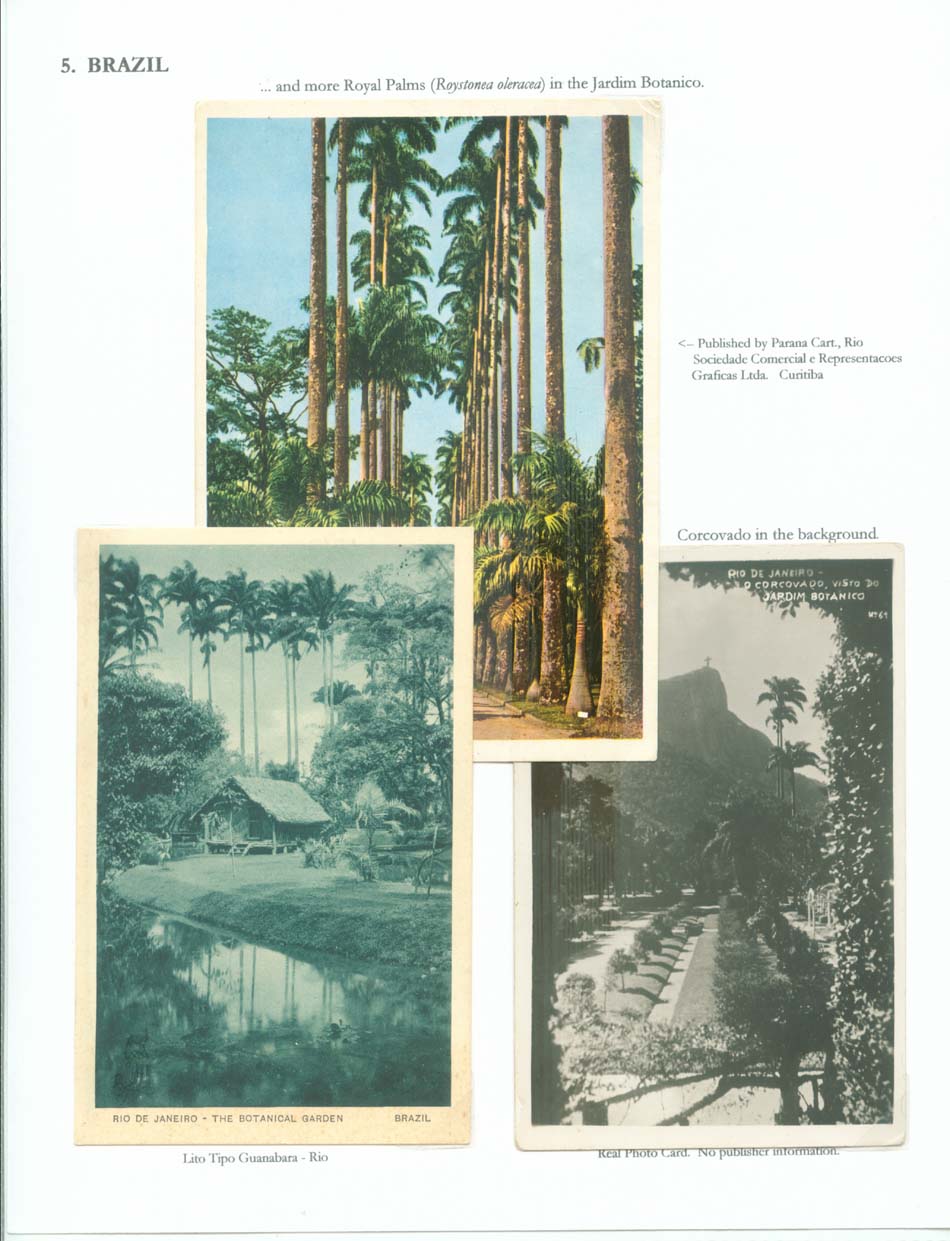 5. BRAZIL
... and more Royal Palms (Roystonea oleracea) in the Jardim Botanico.
<-- Published by Parana Cart., Rio
Sociedade Comercial e Representacoes
Graficas Ltda. Curitiba
Corcovado in the background.
RIO DE JANEIRO -
O CORCOVADO, VISTO DO
JARDIM BOTANICO
Nº 61
RIO DE JANEIRO - THE BOTANICAL GARDEN BRAZIL
Lito Tipo Guanabara - Rio
Real Photo Card. No publisher information.